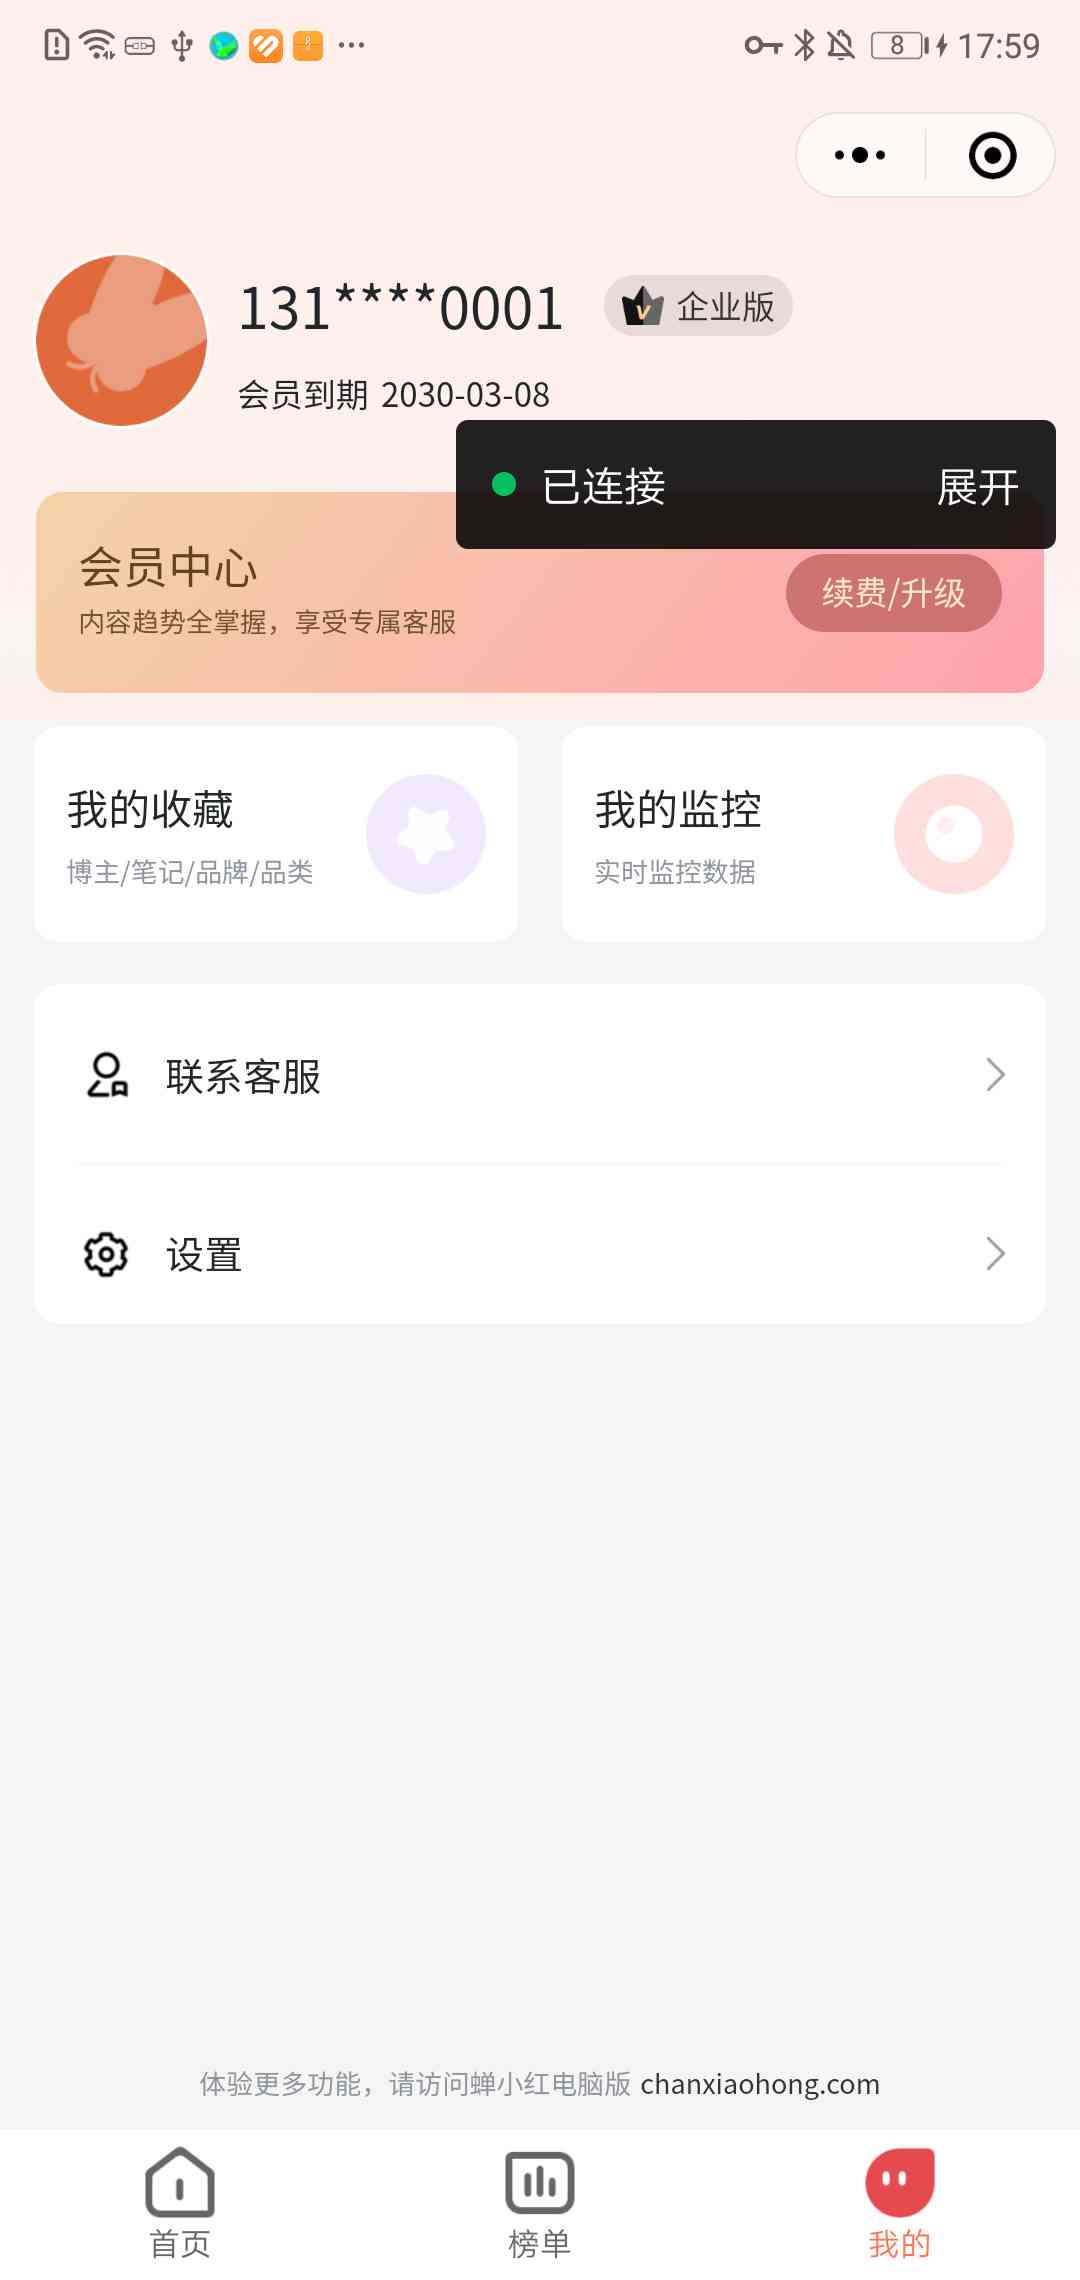 8 17:59
131****0001 企业版
会员到期 2030-03-08
已连接 展开
会员中心
内容趋势全掌握，享受专属客服
续费/升级
我的收藏
博主/笔记/品牌/品类
我的监控
实时监控数据
联系客服
设置
体验更多功能，请访问蝉小红电脑版 chanxiaohong.com
首页 榜单 我的